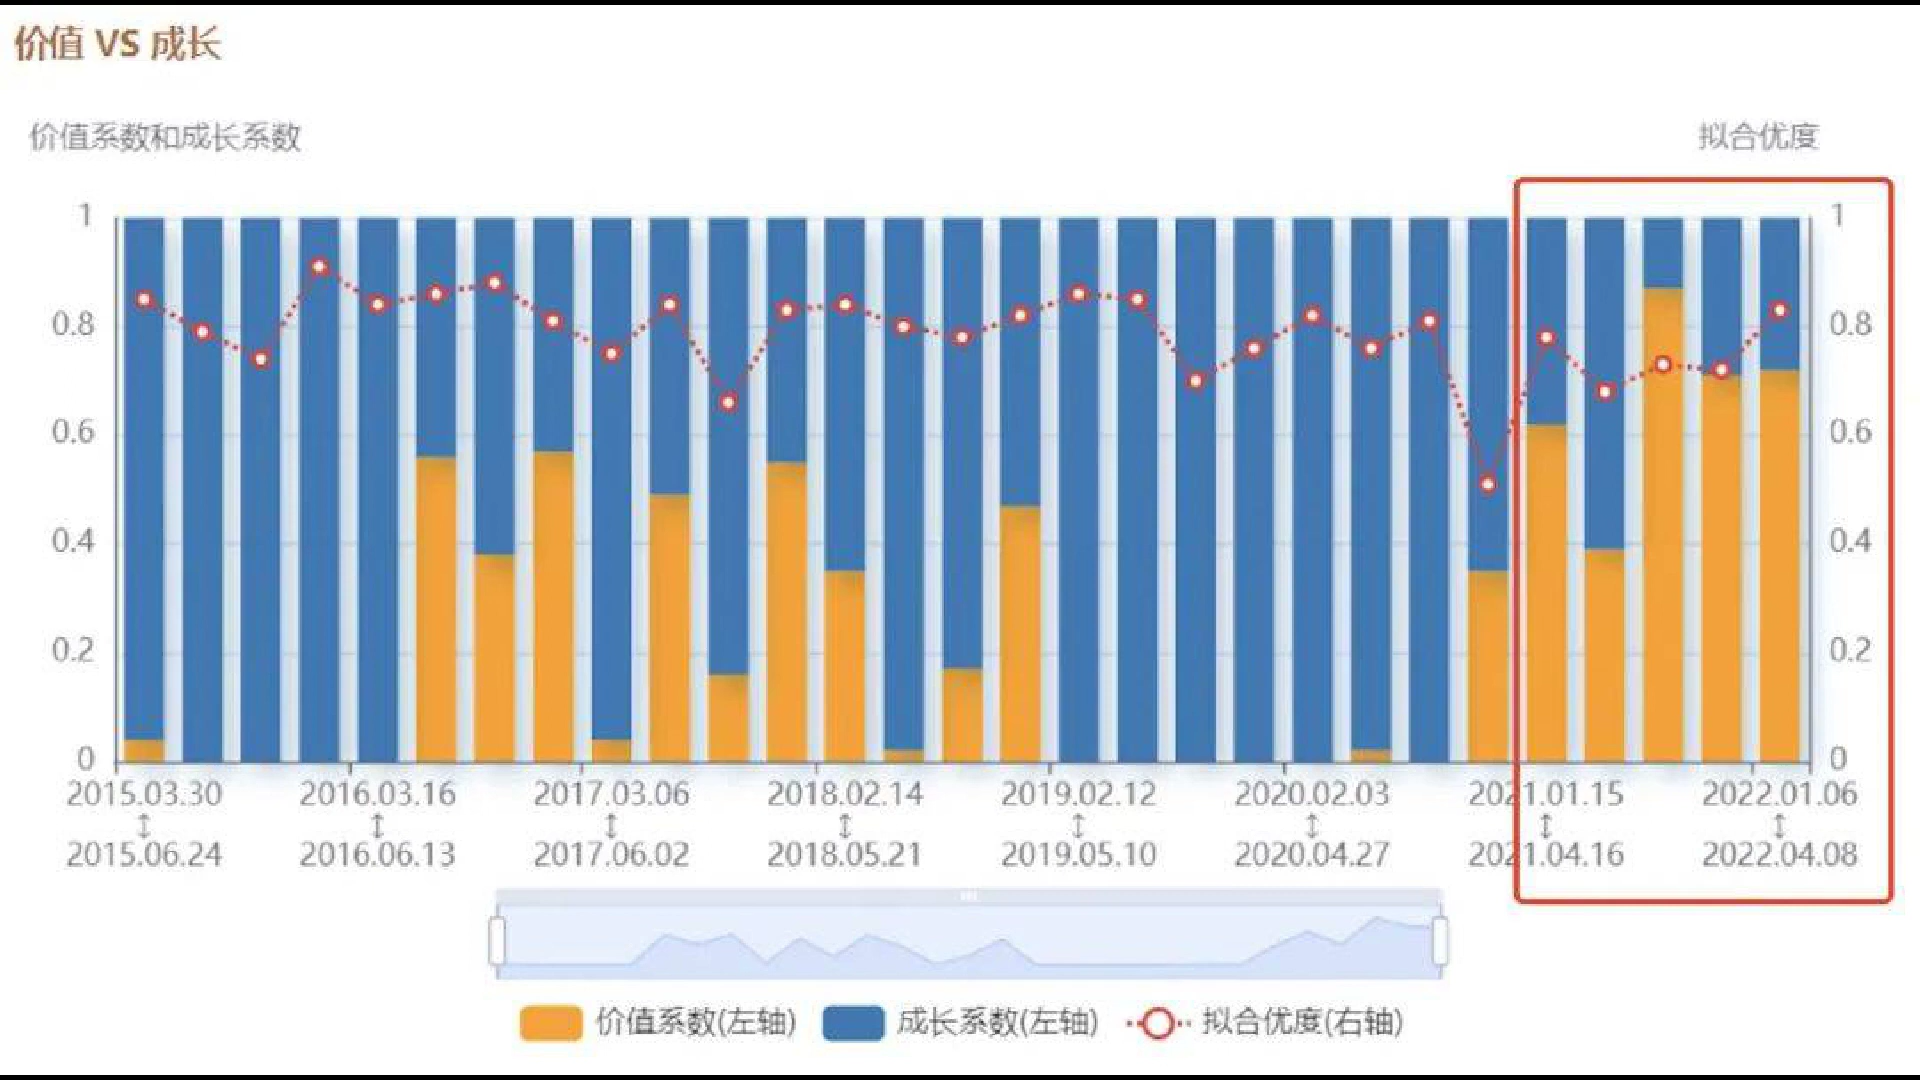 价值 VS 成长
价值系数和成长系数 拟合优度
1 1
0.8 0.8
0.6 0.6
0.4 0.4
0.2 0.2
0 0
2015.03.30 2016.03.16 2017.03.06 2018.02.14 2019.02.12 2020.02.03 2021.01.15 2022.01.06
↕ ↕ ↕ ↕ ↕ ↕ ↕ ↕
2015.06.24 2016.06.13 2017.06.02 2018.05.21 2019.05.10 2020.04.27 2021.04.16 2022.04.08
价值系数(左轴) 成长系数(左轴) 拟合优度(右轴)